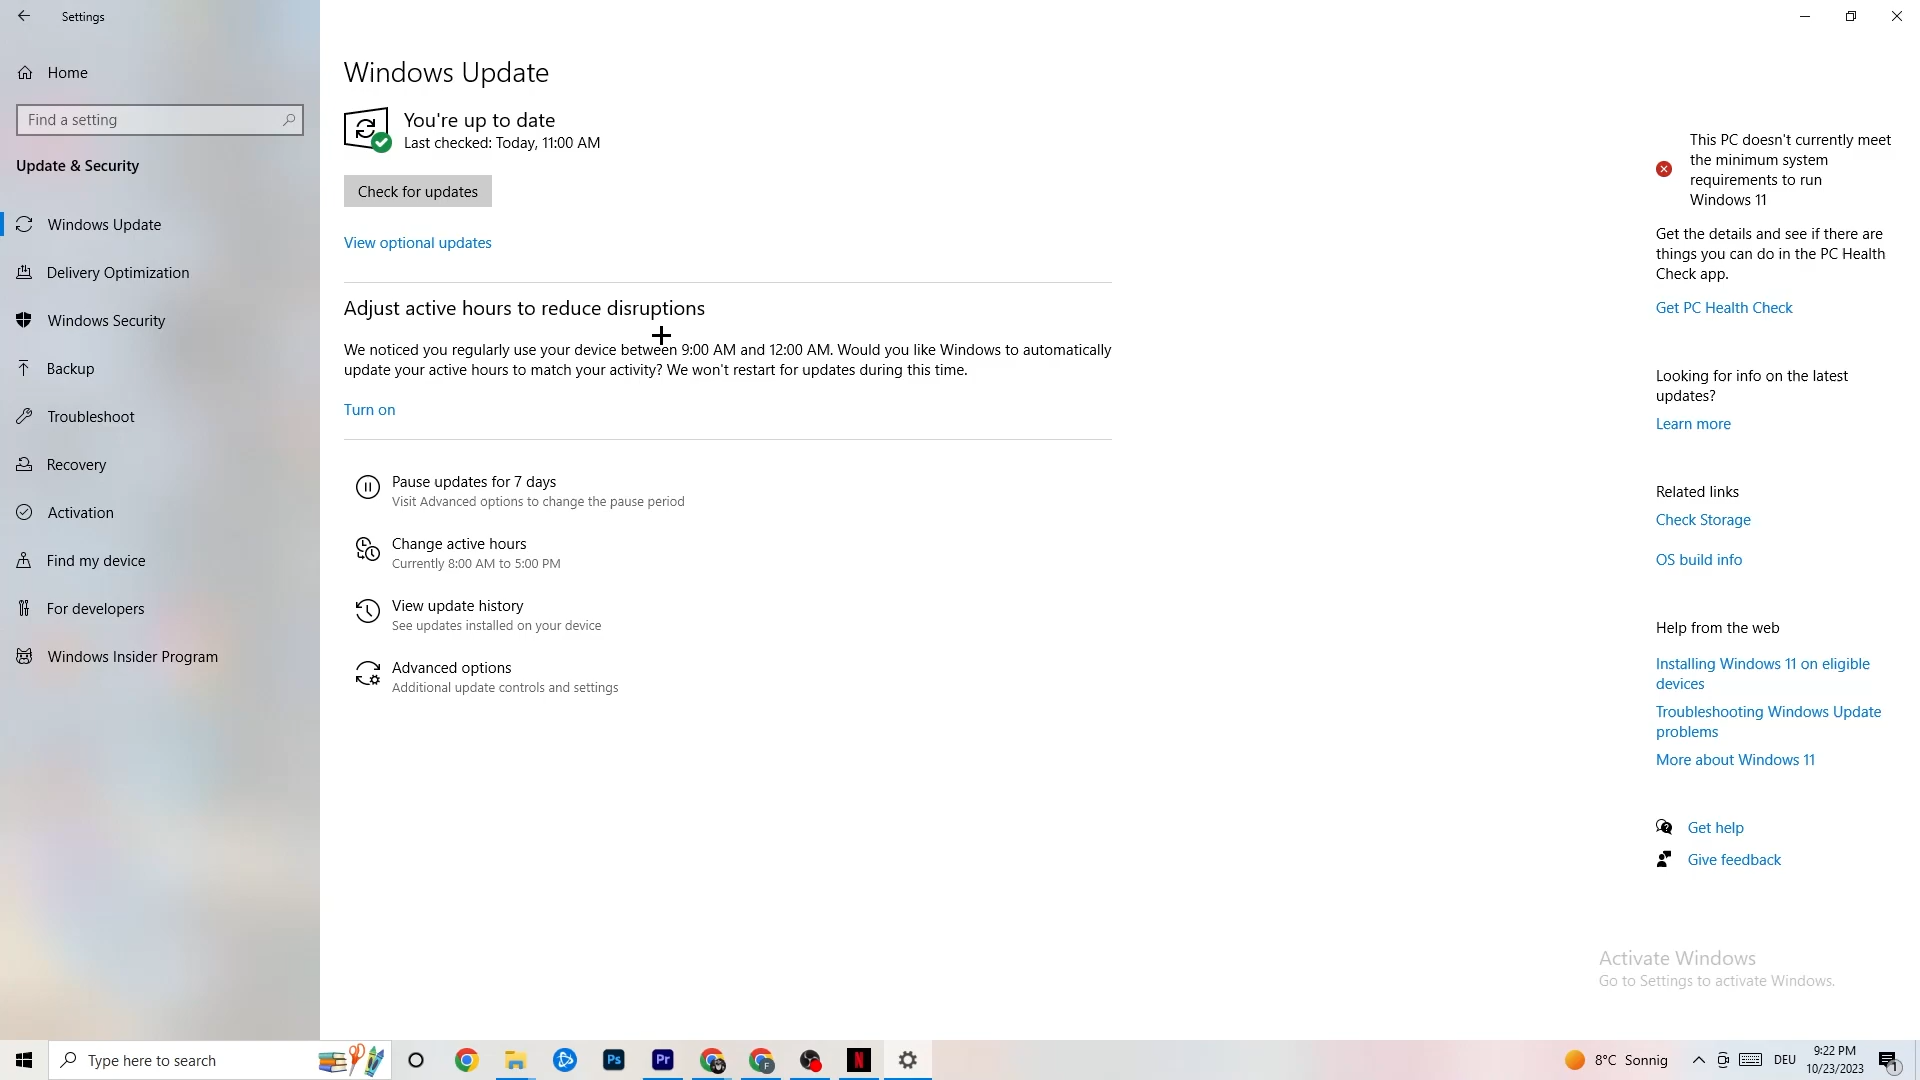 Settings
Home
Find a setting
Update & Security
Windows Update
Delivery Optimization
Windows Security
Backup
Troubleshoot
Recovery
Activation
Find my device
For developers
Windows Insider Program
Windows Update
You're up to date
Last checked: Today, 11:00 AM
Check for updates
View optional updates
Adjust active hours to reduce disruptions
We noticed you regularly use your device between 9:00 AM and 12:00 AM. Would you like Windows to automatically
update your active hours to match your activity? We won't restart for updates during this time.
Turn on
Pause updates for 7 days
Visit Advanced options to change the pause period
Change active hours
Currently 8:00 AM to 5:00 PM
View update history
See updates installed on your device
Advanced options
Additional update controls and settings
This PC doesn't currently meet
the minimum system
requirements to run
Windows 11
Get the details and see if there are
things you can do in the PC Health
Check app.
Get PC Health Check
Looking for info on the latest
updates?
Learn more
Related links
Check Storage
OS build info
Help from the web
Installing Windows 11 on eligible
devices
Troubleshooting Windows Update
problems
More about Windows 11
Get help
Give feedback
Activate Windows
Go to Settings to activate Windows.
Type here to search
Ps
Pr
F
N
8°C Sonnig
DEU
9:22 PM
10/23/2023
1